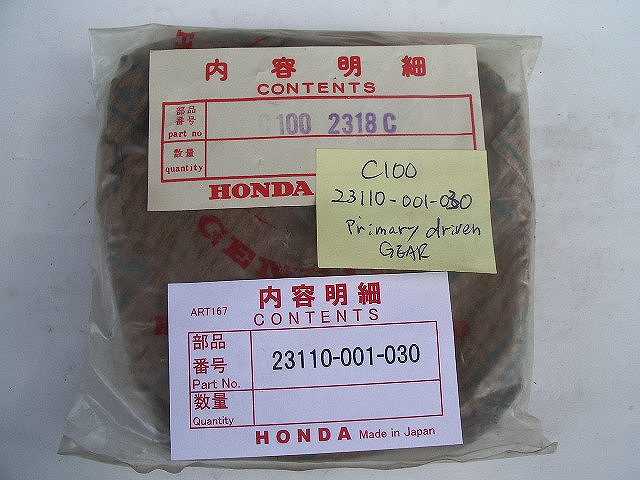 内容明細
CONTENTS
部品
番号
part no
100 2318 C
数量
quantity
HONDA
C100
23110-001-030
Primary driven
GEAR
GEN
ART167
内容明細
CONTENTS
部品
番号
Part No.
23110-001-030
数量
Quantity
HONDA Made in Japan